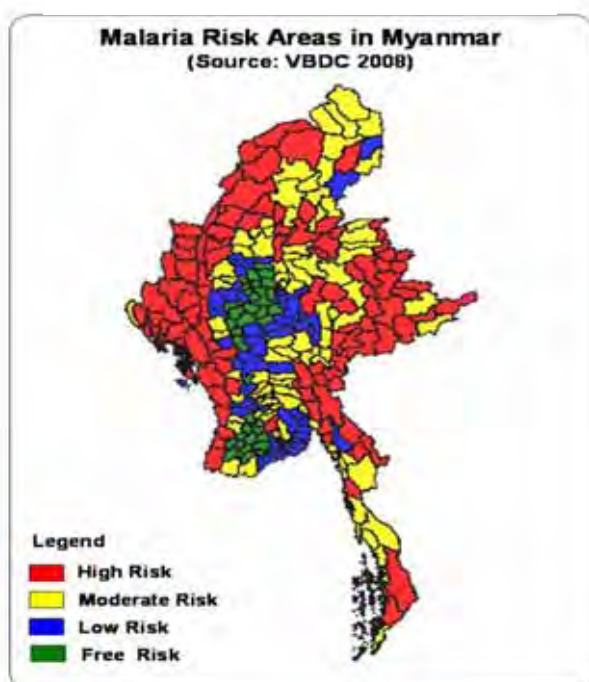 Malaria Risk Areas in Myanmar
(Source: VBDC 2008)
Legend
High Risk
Moderate Risk
Low Risk
Free Risk